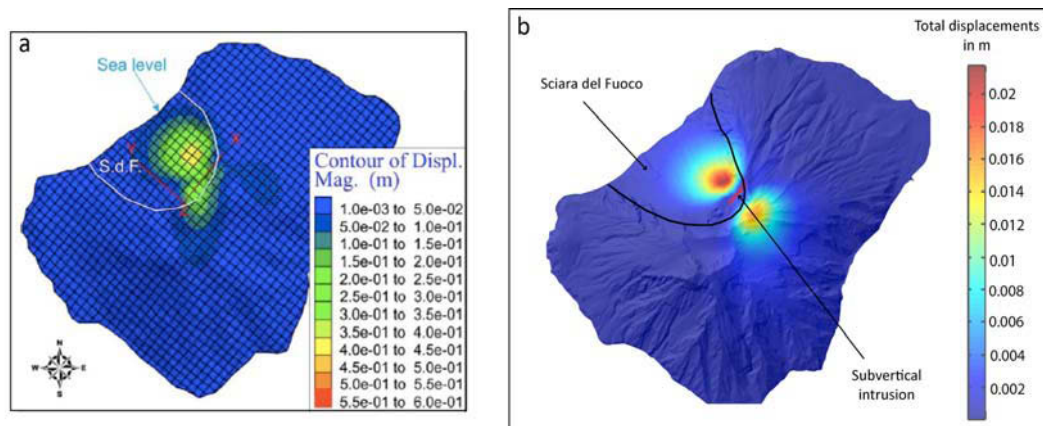 a
Sea level
S.d.F.
Contour of Displ.
Mag. (m)
1.0e-03 to 5.0e-02
5.0e-02 to 1.0e-01
1.0e-01 to 1.5e-01
1.5e-01 to 2.0e-01
2.0e-01 to 2.5e-01
2.5e-01 to 3.0e-01
3.0e-01 to 3.5e-01
3.5e-01 to 4.0e-01
4.0e-01 to 4.5e-01
4.5e-01 to 5.0e-01
5.0e-01 to 5.5e-01
5.5e-01 to 6.0e-01
N
W
E
S
b
Total displacements
in m
Sciara del Fuoco
Subvertical
intrusion
0.02
0.018
0.016
0.014
0.012
0.010
0.008
0.006
0.004
0.002